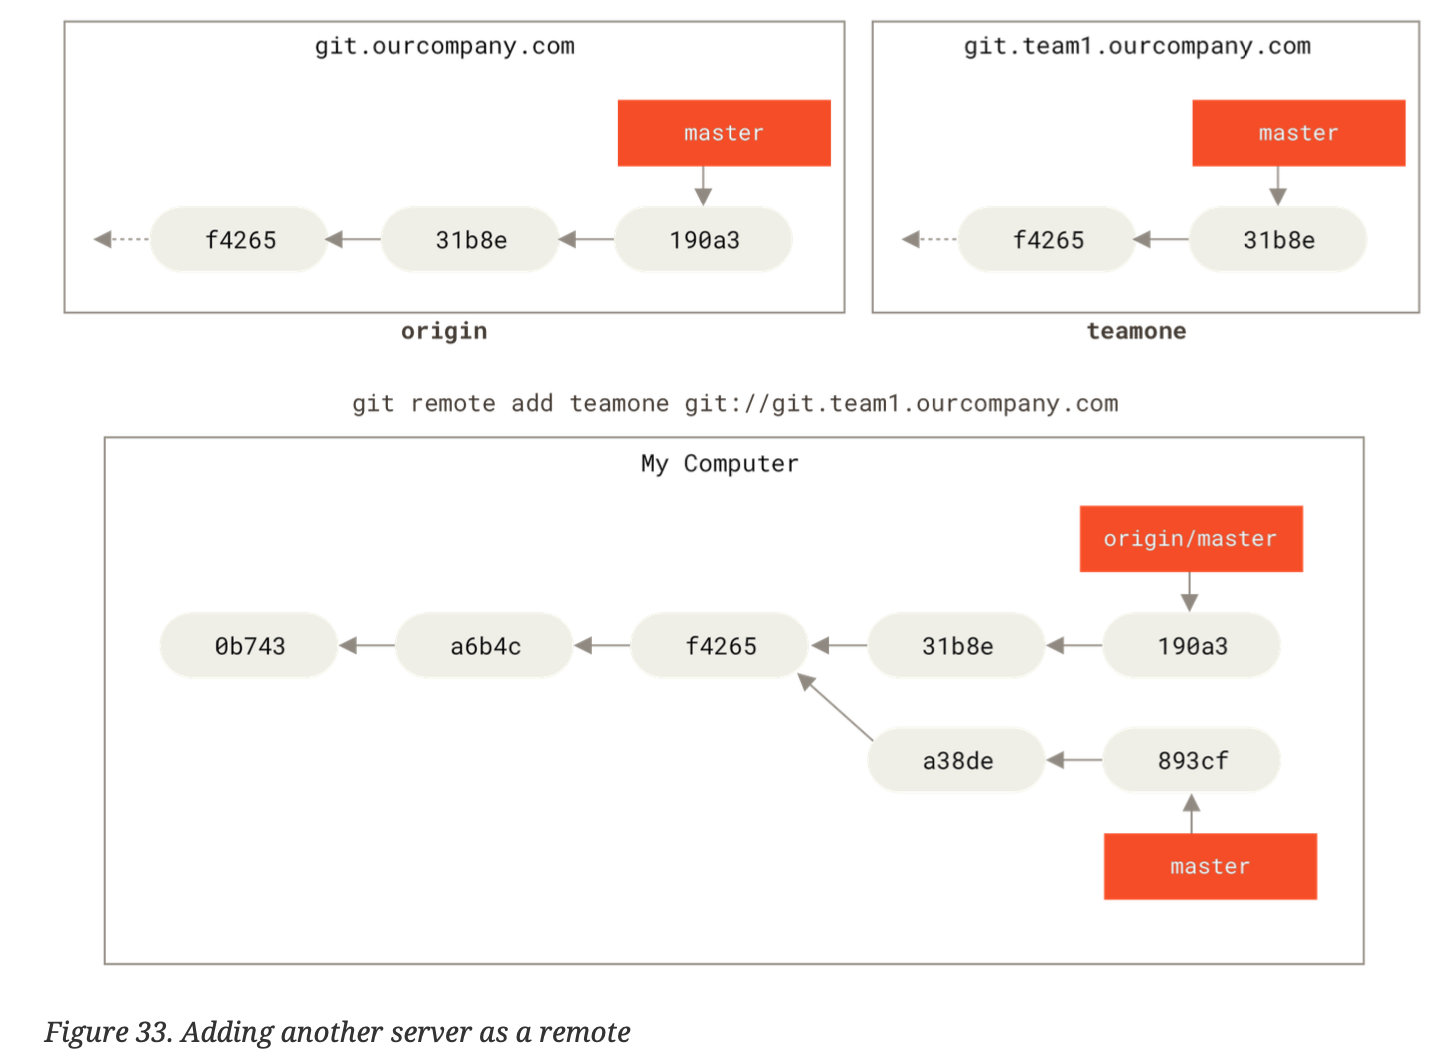 git.ourcompany.com
master
f4265
31b8e
190a3
origin
git.team1.ourcompany.com
master
f4265
31b8e
teamone
git remote add teamone git://git.team1.ourcompany.com
My Computer
origin/master
0b743
a6b4c
f4265
31b8e
190a3
a38de
893cf
master
Figure 33. Adding another server as a remote